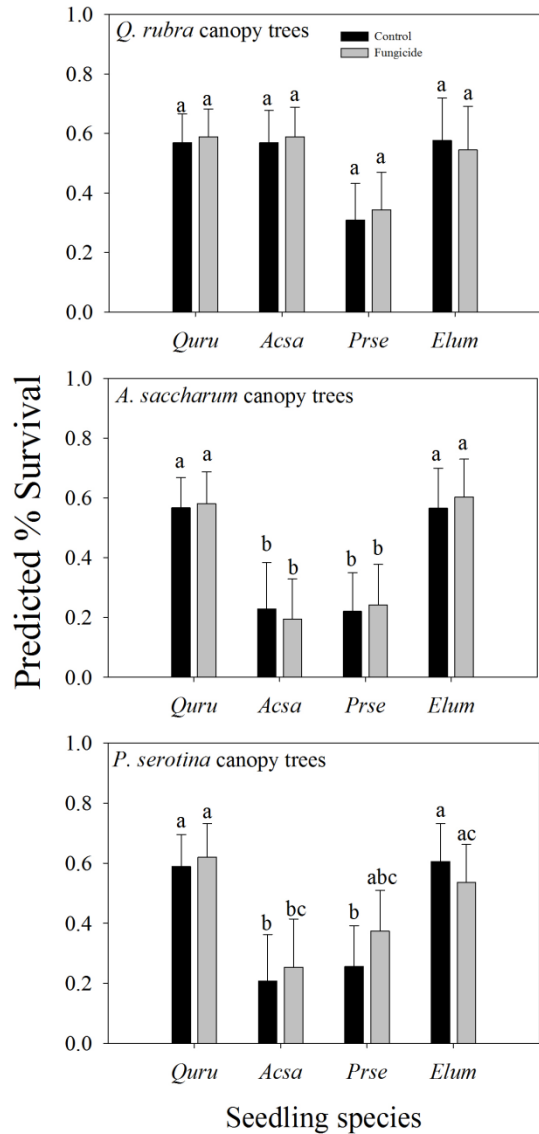 Predicted % Survival
Q. rubra canopy trees
Control
Fungicide
1.0
0.8
0.6
0.4
0.2
0.0
a a a a a a a a
Quru Acsa Prse Elum
A. saccharum canopy trees
1.0
0.8
0.6
0.4
0.2
0.0
a a b b b b a a
Quru Acsa Prse Elum
P. serotina canopy trees
1.0
0.8
0.6
0.4
0.2
0.0
a a b bc b abc a ac
Quru Acsa Prse Elum
Seedling species